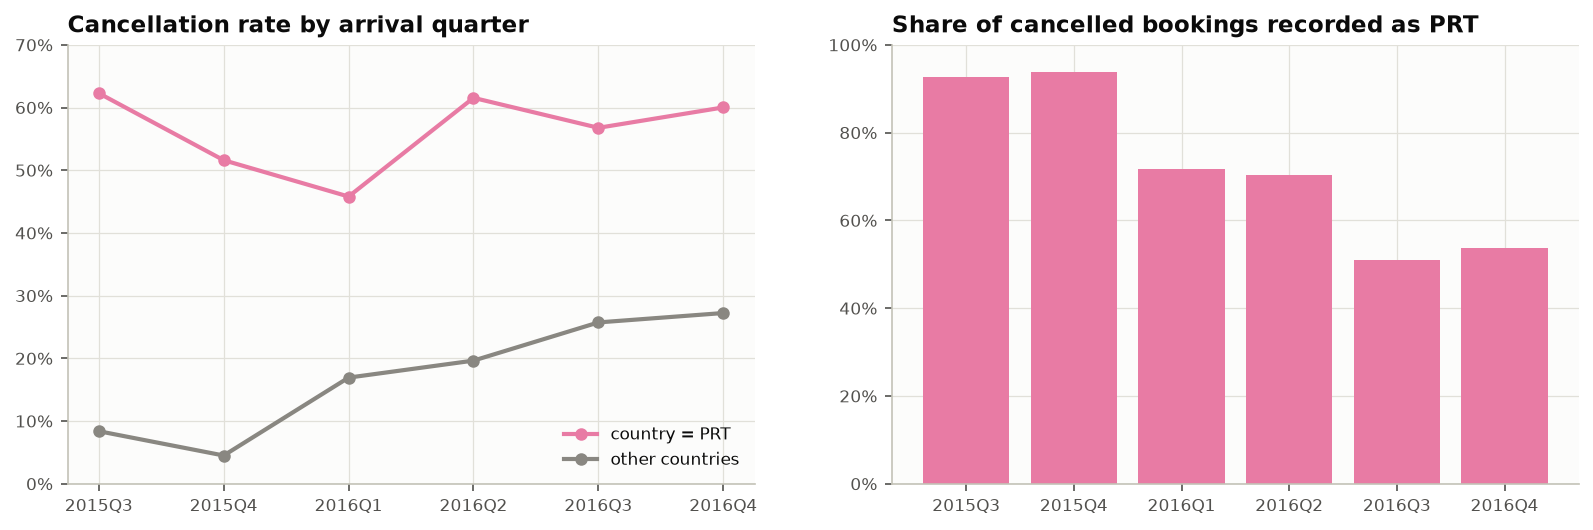 Cancellation rate by arrival quarter
70%
60%
50%
40%
30%
20%
10%
0%
2015Q3 2015Q4 2016Q1 2016Q2 2016Q3 2016Q4
country = PRT
other countries
Share of cancelled bookings recorded as PRT
100%
80%
60%
40%
20%
0%
2015Q3 2015Q4 2016Q1 2016Q2 2016Q3 2016Q4